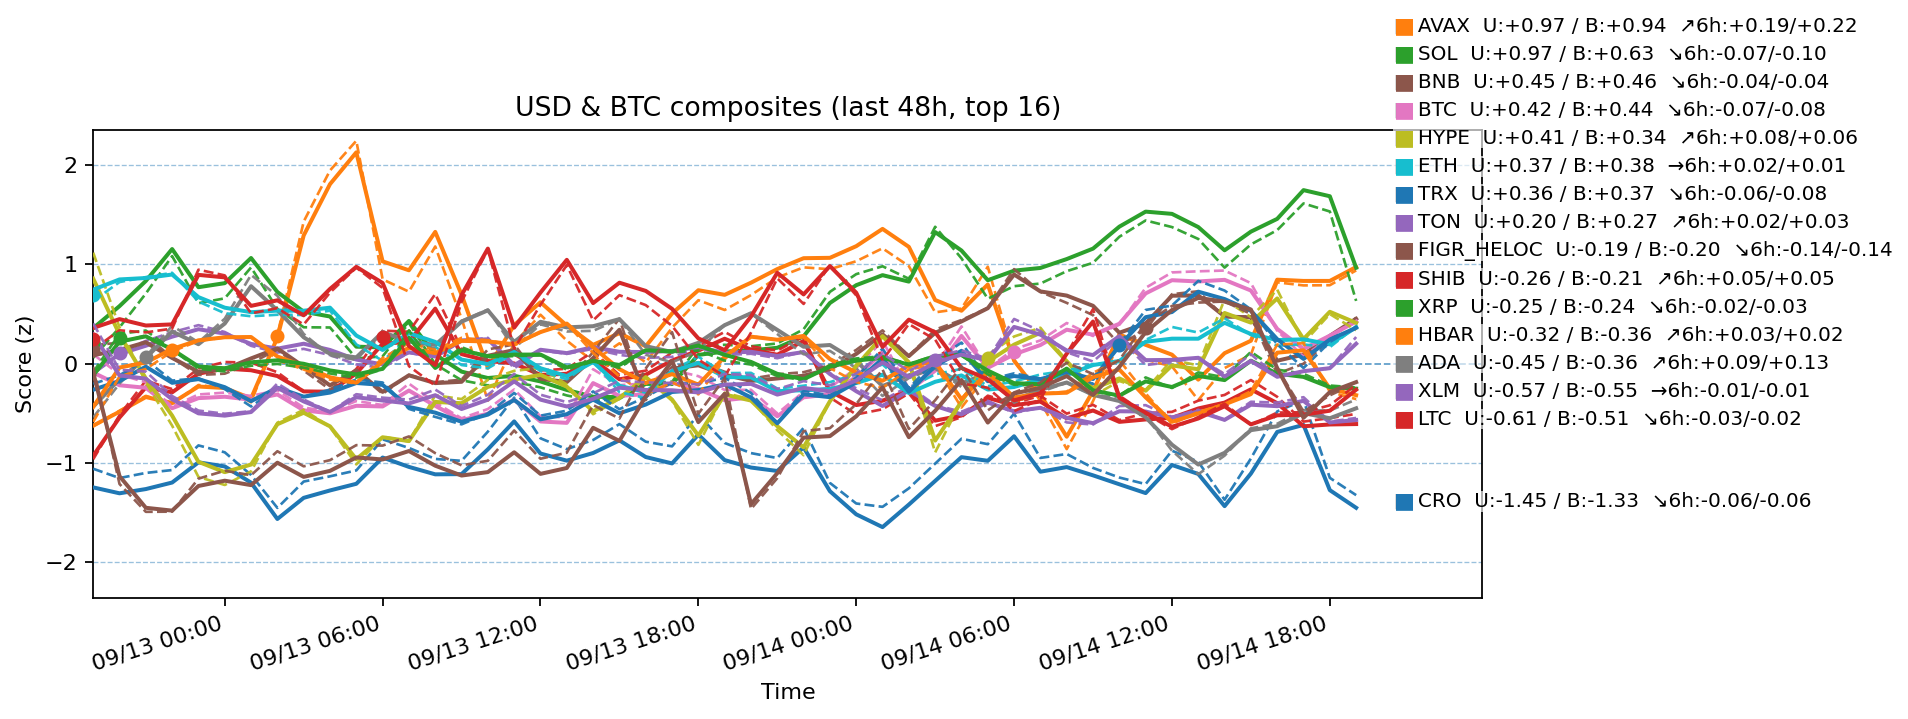 AVAX U:+0.97 / B:+0.94 ↗6h:+0.19/+0.22
SOL U:+0.97 / B:+0.63 ↘6h:-0.07/-0.10
BNB U:+0.45 / B:+0.46 ↘6h:-0.04/-0.04
BTC U:+0.42 / B:+0.44 ↘6h:-0.07/-0.08
HYPE U:+0.41 / B:+0.34 ↗6h:+0.08/+0.06
ETH U:+0.37 / B:+0.38 →6h:+0.02/+0.01
TRX U:+0.36 / B:+0.37 ↘6h:-0.06/-0.08
TON U:+0.20 / B:+0.27 ↗6h:+0.02/+0.03
FIGR_HELOC U:-0.19 / B:-0.20 ↘6h:-0.14/-0.14
SHIB U:-0.26 / B:-0.21 ↗6h:+0.05/+0.05
XRP U:-0.25 / B:-0.24 ↘6h:-0.02/-0.03
HBAR U:-0.32 / B:-0.36 ↗6h:+0.03/+0.02
ADA U:-0.45 / B:-0.36 ↗6h:+0.09/+0.13
XLM U:-0.57 / B:-0.55 →6h:-0.01/-0.01
LTC U:-0.61 / B:-0.51 ↘6h:-0.03/-0.02
CRO U:-1.45 / B:-1.33 ↘6h:-0.06/-0.06
USD & BTC composites (last 48h, top 16)
Score (z)
2
1
0
−1
−2
09/13 00:00
09/13 06:00
09/13 12:00
09/13 18:00
09/14 00:00
09/14 06:00
09/14 12:00
09/14 18:00
Time